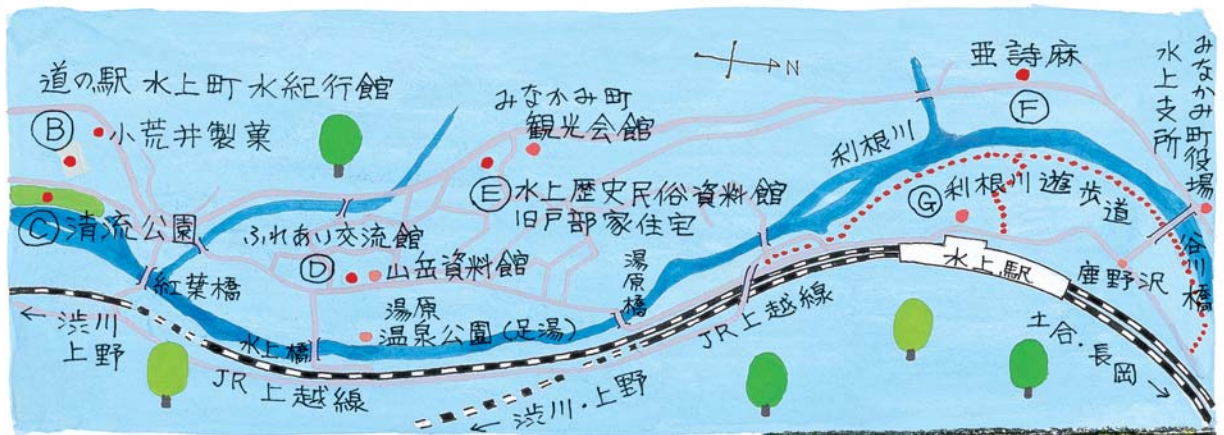 道の駅 水上町水紀行館
Ⓑ
小荒井製菓
Ⓒ
清流公園
紅葉橋
← 渋川
上野
水上橋
JR上越線
ふれあい交流館
Ⓓ
山岳資料館
湯原
温泉公園(足湯)
みなかみ町
観光会館
Ⓔ
水上歴史民俗資料館
旧戸部家住宅
湯原橋
← 渋川・上野
JR上越線
N
利根川
亜詩麻
Ⓕ
Ⓖ
利根川遊歩道
水上駅
鹿野沢
みなかみ町役場
水上支所
谷川橋
土合・長岡 →